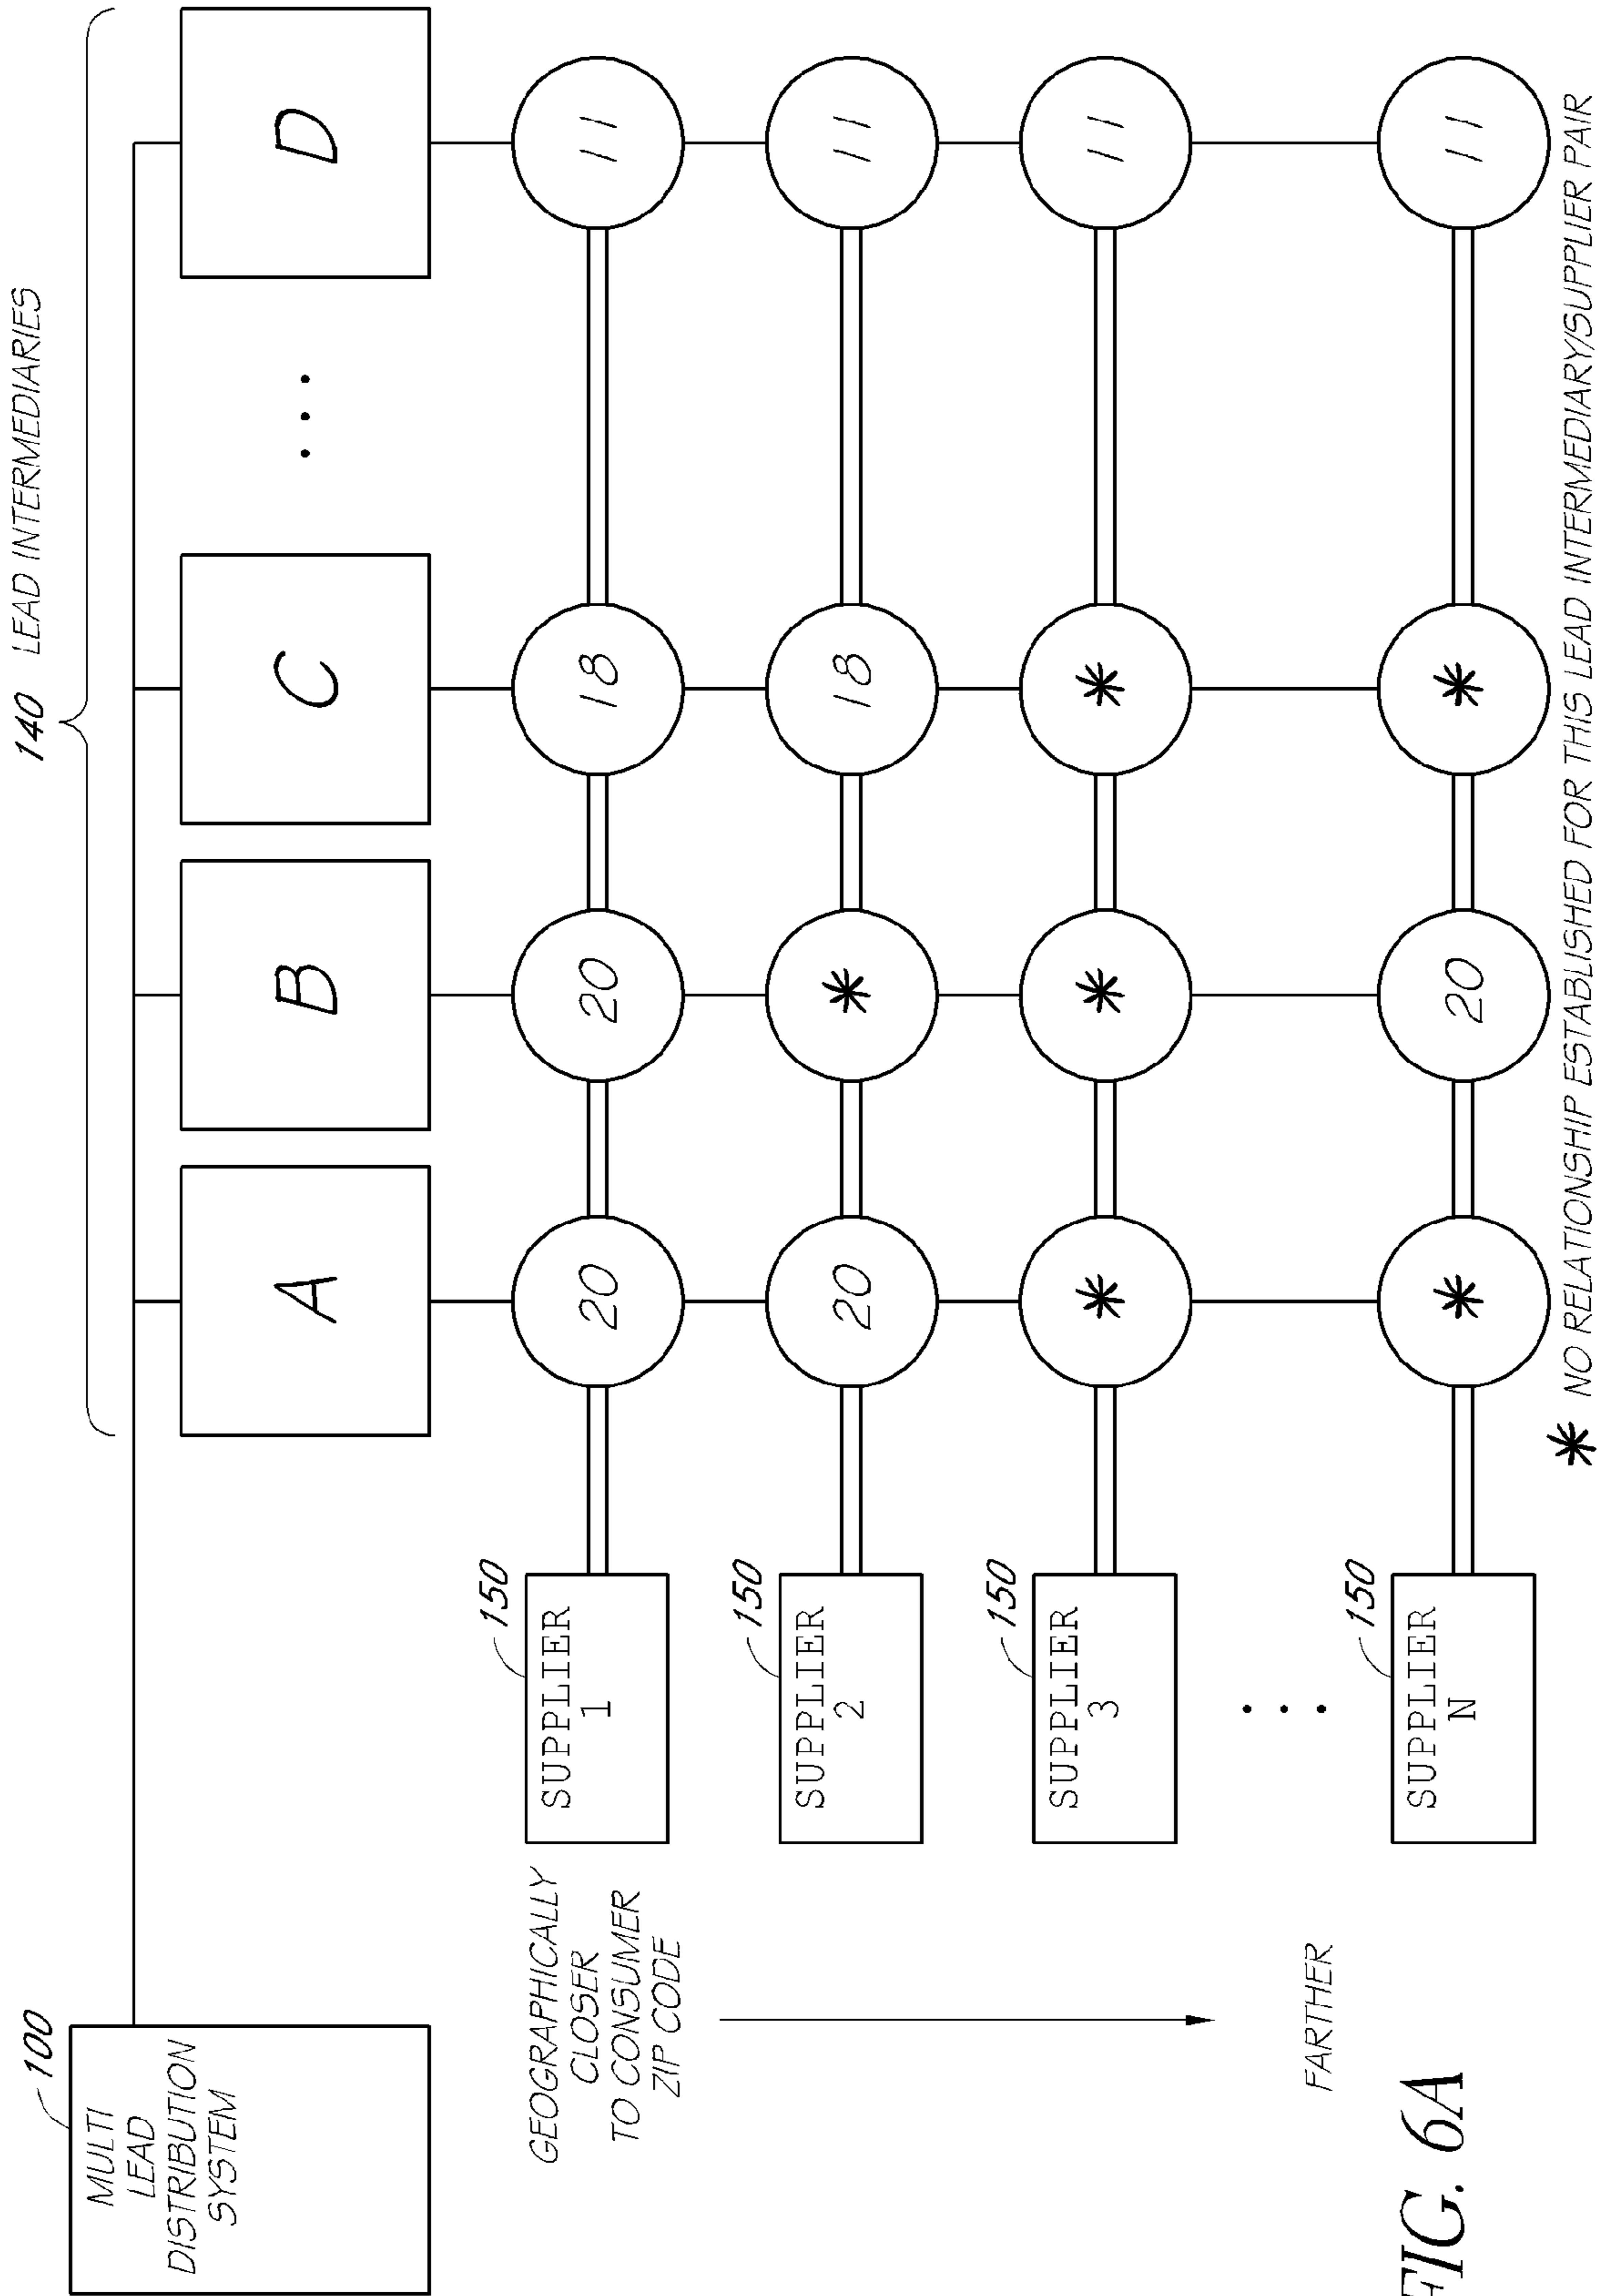 140 LEAD INTERMEDIARIES
100
MULTI
LEAD
DISTRIBUTION
SYSTEM
A
B
C
...
D
GEOGRAPHICALLY
CLOSER
TO CONSUMER
ZIP CODE
FARTHER
150
SUPPLIER
1
20
20
18
11
150
SUPPLIER
2
20
*
18
11
150
SUPPLIER
3
*
*
*
11
...
150
SUPPLIER
N
*
20
*
11
* NO RELATIONSHIP ESTABLISHED FOR THIS LEAD INTERMEDIARY/SUPPLIER PAIR
FIG. 6A